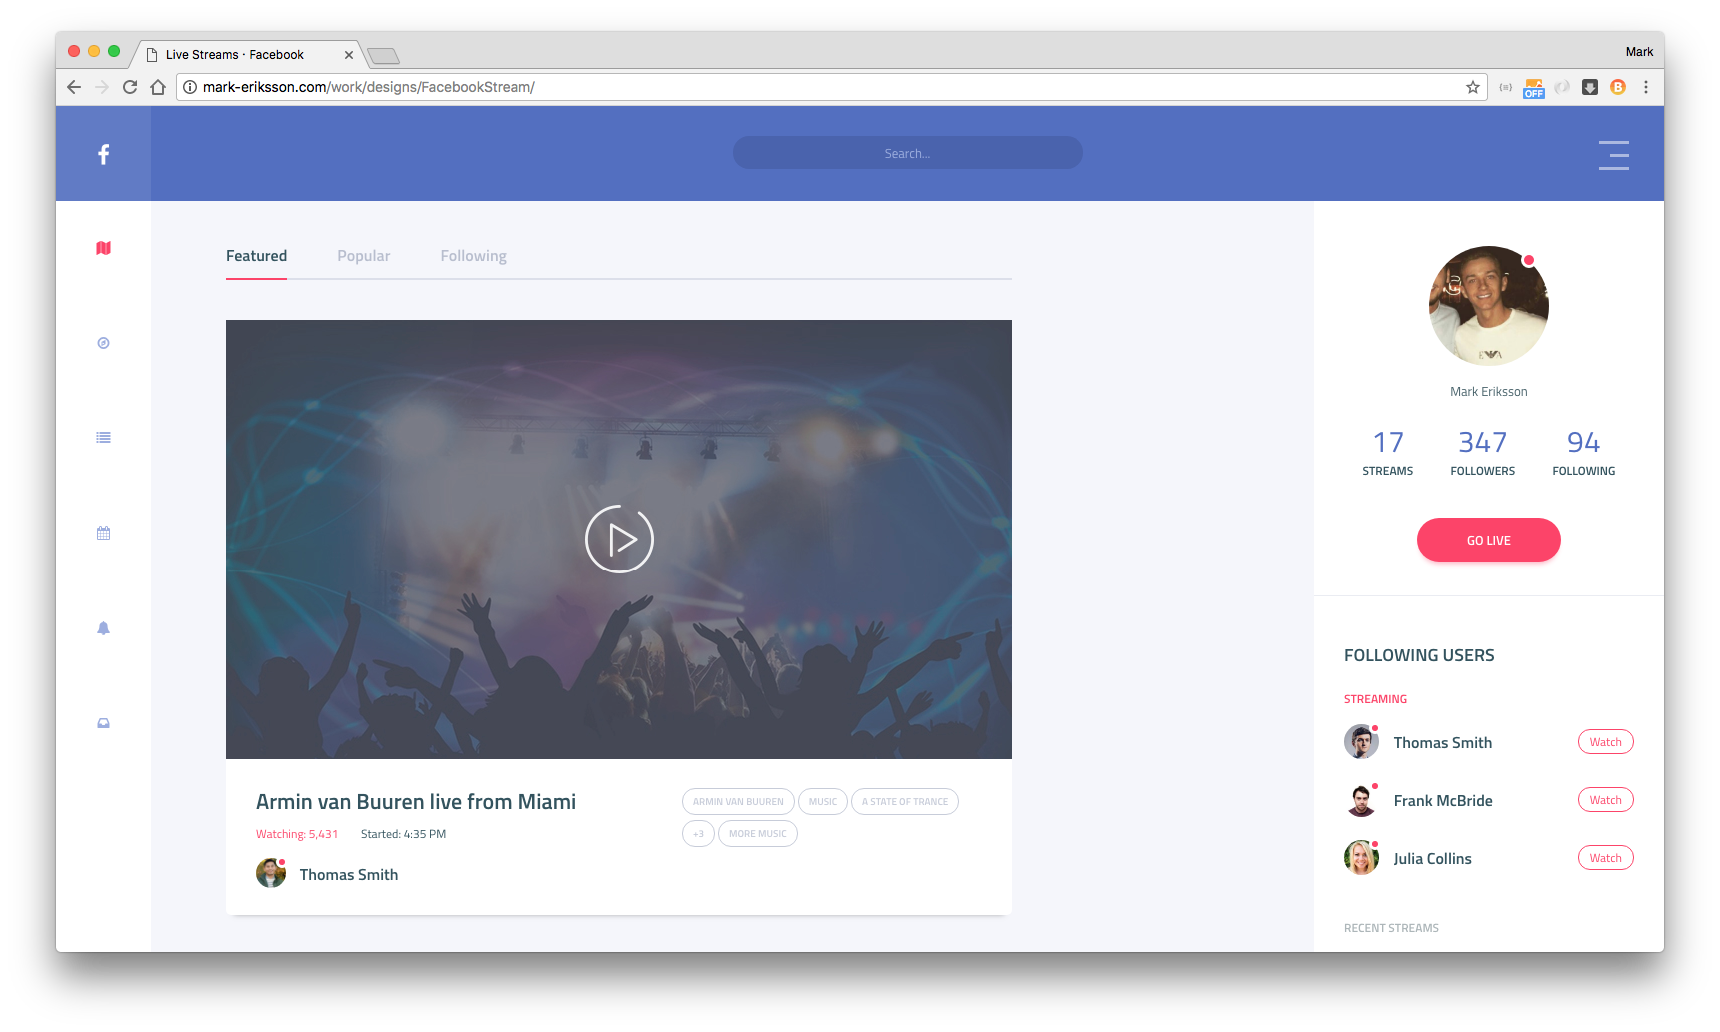 Live Streams · Facebook
Mark
mark-eriksson.com/work/designs/FacebookStream/
OFF
B
f
Search...
Featured
Popular
Following
Mark Eriksson
17
347
94
STREAMS
FOLLOWERS
FOLLOWING
GO LIVE
Armin van Buuren live from Miami
Watching: 5,431
Started: 4:35 PM
Thomas Smith
ARMIN VAN BUUREN
MUSIC
A STATE OF TRANCE
+3
MORE MUSIC
FOLLOWING USERS
STREAMING
Thomas Smith
Watch
Frank McBride
Watch
Julia Collins
Watch
RECENT STREAMS